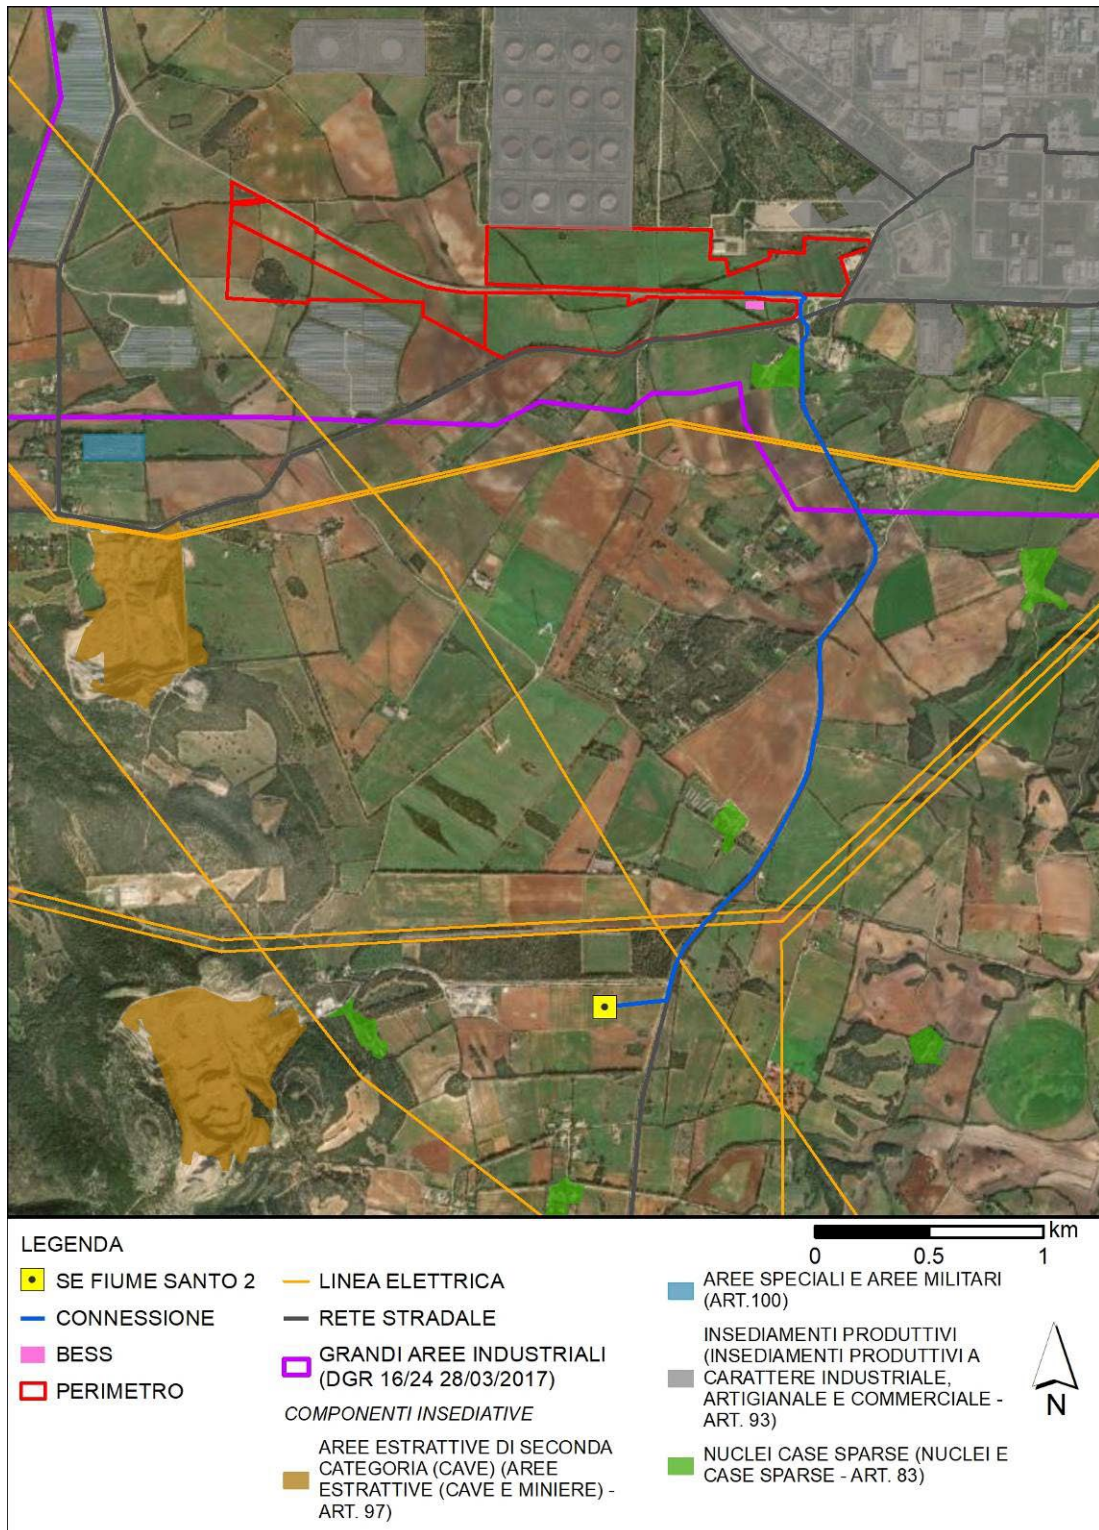 LEGENDA
SE FIUME SANTO 2
CONNESSIONE
BESS
PERIMETRO
LINEA ELETTRICA
RETE STRADALE
GRANDI AREE INDUSTRIALI
(DGR 16/24 28/03/2017)
COMPONENTI INSEDIATIVE
AREE ESTRATTIVE DI SECONDA
CATEGORIA (CAVE) (AREE
ESTRATTIVE (CAVE E MINIERE) -
ART. 97)
km
0 0.5 1
AREE SPECIALI E AREE MILITARI
(ART.100)
INSEDIAMENTI PRODUTTIVI
(INSEDIAMENTI PRODUTTIVI A
CARATTERE INDUSTRIALE,
ARTIGIANALE E COMMERCIALE -
ART. 93)
NUCLEI CASE SPARSE (NUCLEI E
CASE SPARSE - ART. 83)
N